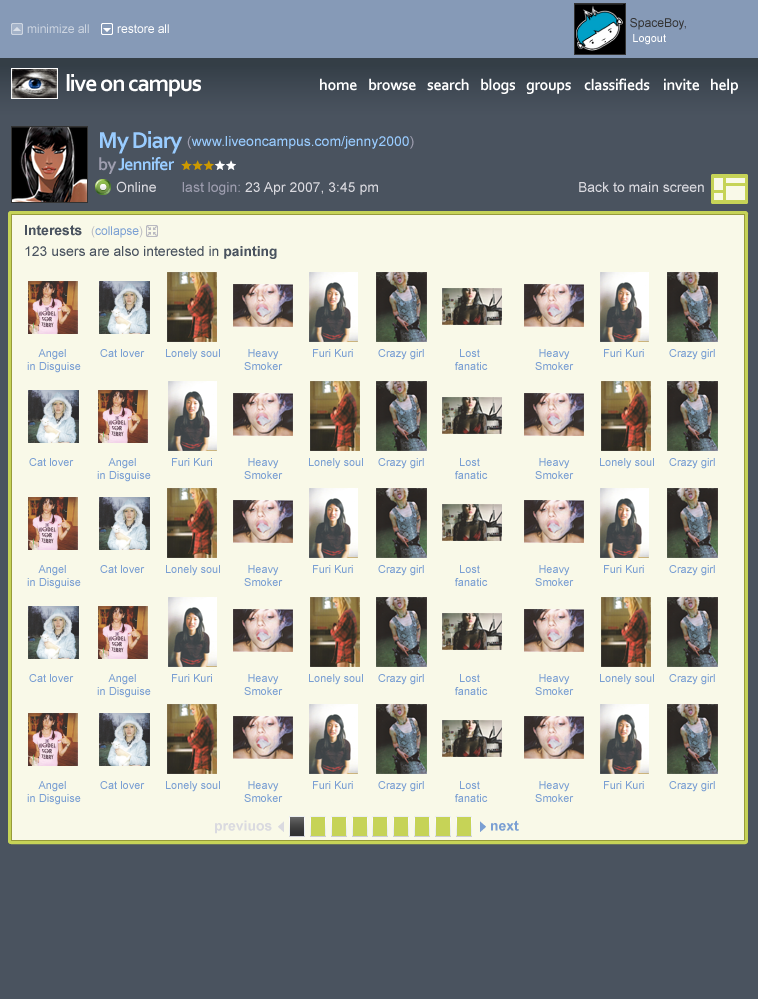 minimize all restore all
SpaceBoy,
Logout
live on campus home browse search blogs groups classifieds invite help
My Diary (www.liveoncampus.com/jenny2000)
by Jennifer
Online last login: 23 Apr 2007, 3:45 pm Back to main screen
Interests (collapse)
123 users are also interested in painting
Angel Cat lover Lonely soul Heavy Furi Kuri Crazy girl Lost Heavy Furi Kuri Crazy girl
in Disguise Smoker fanatic Smoker
Cat lover Angel Furi Kuri Heavy Lonely soul Crazy girl Lost Heavy Lonely soul Crazy girl
in Disguise Smoker fanatic Smoker
Angel Cat lover Lonely soul Heavy Furi Kuri Crazy girl Lost Heavy Furi Kuri Crazy girl
in Disguise Smoker fanatic Smoker
Cat lover Angel Furi Kuri Heavy Lonely soul Crazy girl Lost Heavy Lonely soul Crazy girl
in Disguise Smoker fanatic Smoker
Angel Cat lover Lonely soul Heavy Furi Kuri Crazy girl Lost Heavy Furi Kuri Crazy girl
in Disguise Smoker fanatic Smoker
previuos next